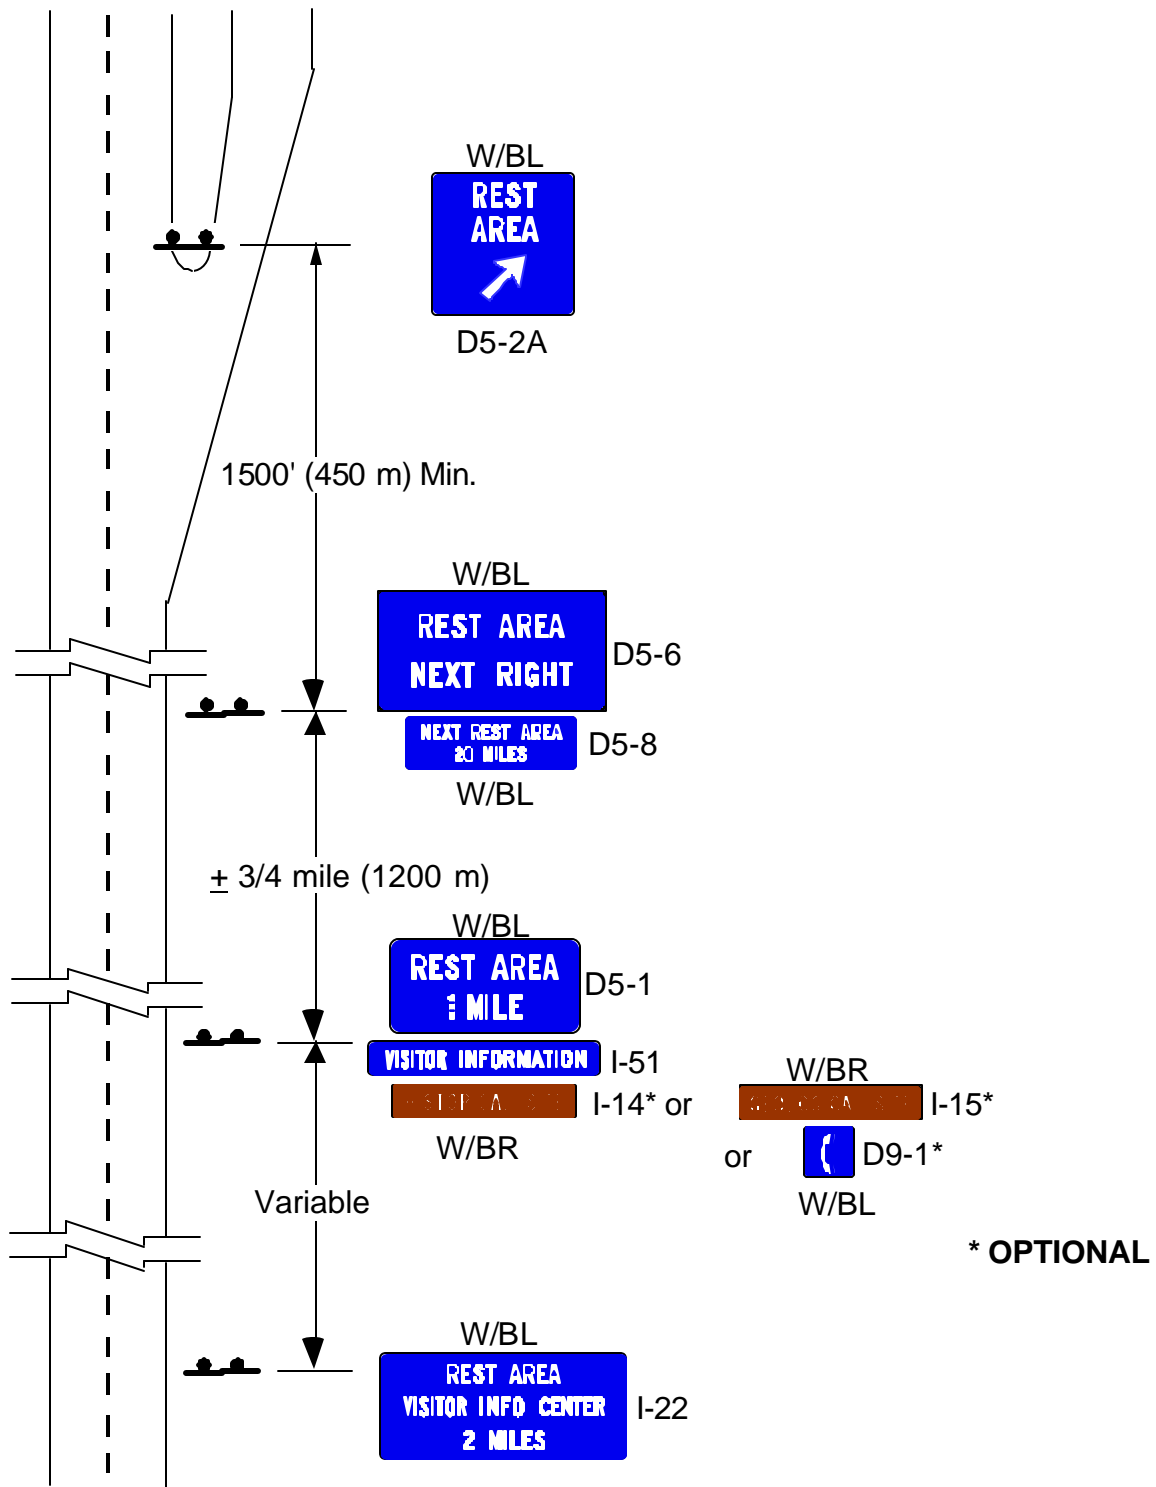 W/BL
REST
AREA
D5-2A
1500' (450 m) Min.
W/BL
REST AREA
NEXT RIGHT
D5-6
NEXT REST AREA
20 MILES
D5-8
W/BL
± 3/4 mile (1200 m)
W/BL
REST AREA
1 MILE
D5-1
VISITOR INFORMATION
I-51
I-14* or
W/BR
W/BR
I-15*
or
D9-1*
W/BL
Variable
* OPTIONAL
W/BL
REST AREA
VISITOR INFO CENTER
2 MILES
I-22